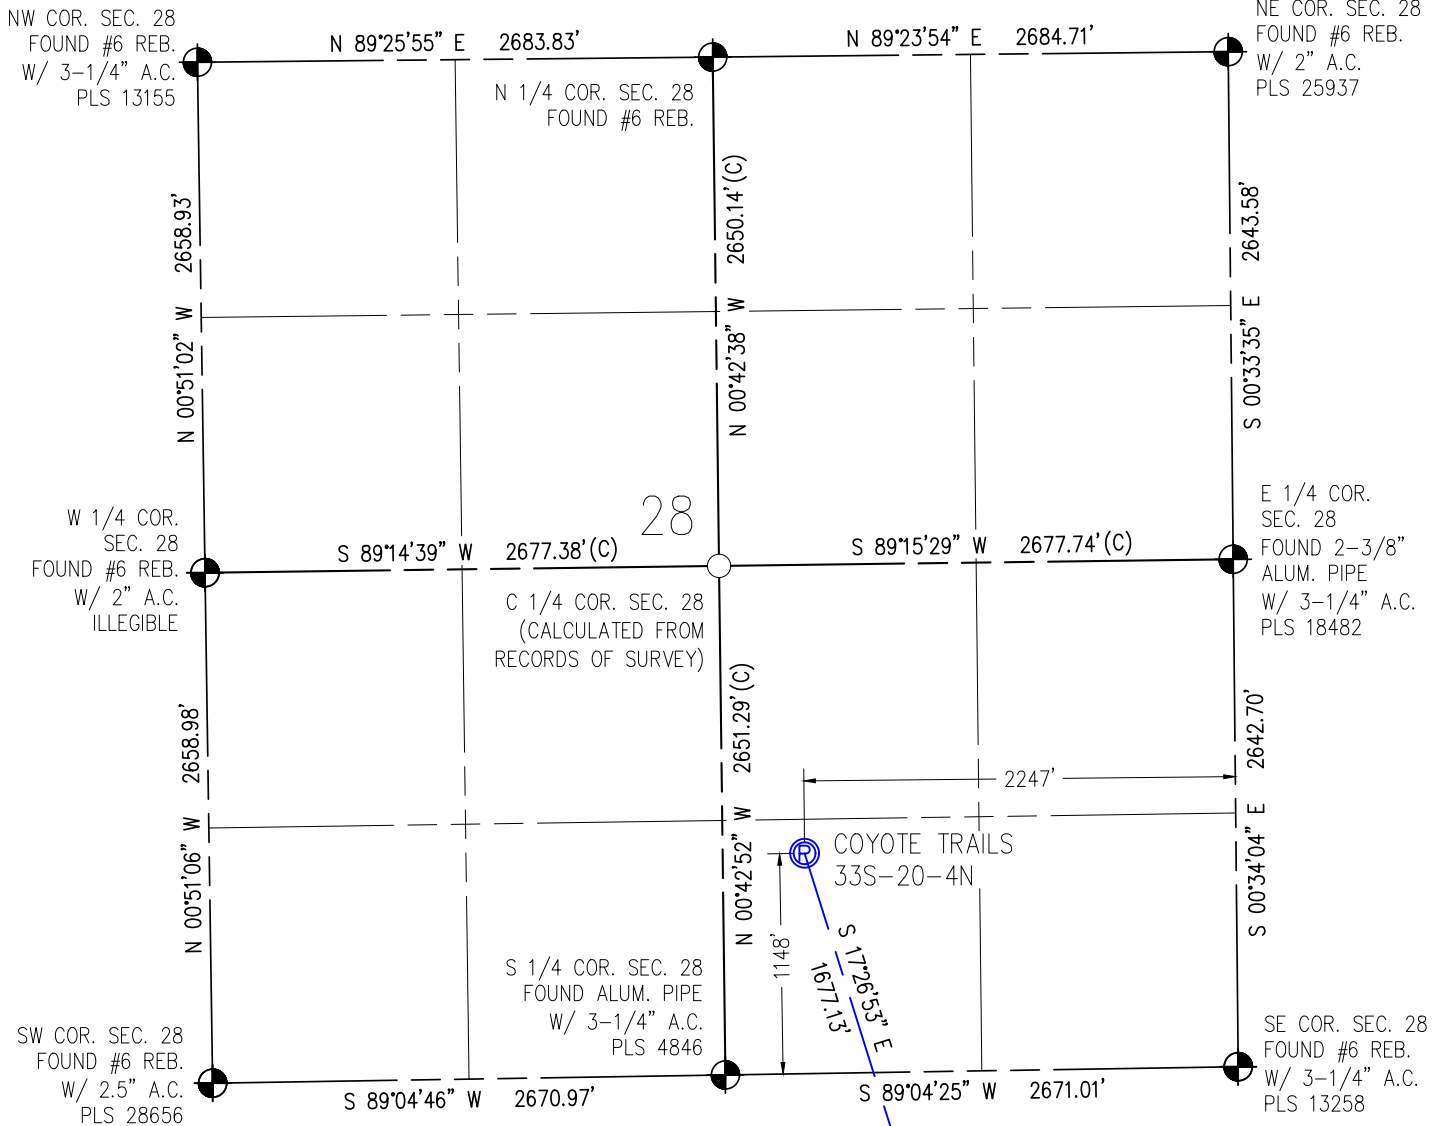 NW COR. SEC. 28
FOUND #6 REB.
W/ 3-1/4" A.C.
PLS 13155
N 89°25'55" E 2683.83'
N 1/4 COR. SEC. 28
FOUND #6 REB.
N 89°23'54" E 2684.71'
NE COR. SEC. 28
FOUND #6 REB.
W/ 2" A.C.
PLS 25937
N 00°51'02" W 2658.93'
N 00°42'38" W 2650.14'(C)
S 00°33'35" E 2643.58'
W 1/4 COR.
SEC. 28
FOUND #6 REB.
W/ 2" A.C.
ILLEGIBLE
28
S 89°14'39" W 2677.38'(C)
S 89°15'29" W 2677.74'(C)
C 1/4 COR. SEC. 28
(CALCULATED FROM
RECORDS OF SURVEY)
E 1/4 COR.
SEC. 28
FOUND 2-3/8"
ALUM. PIPE
W/ 3-1/4" A.C.
PLS 18482
N 00°51'06" W 2658.98'
N 00°42'52" W 2651.29'(C)
S 00°34'04" E 2642.70'
2247'
R
COYOTE TRAILS
33S-20-4N
1148'
S 17°26'53" E
1677.13'
S 1/4 COR. SEC. 28
FOUND ALUM. PIPE
W/ 3-1/4" A.C.
PLS 4846
SW COR. SEC. 28
FOUND #6 REB.
W/ 2.5" A.C.
PLS 28656
S 89°04'46" W 2670.97'
S 89°04'25" W 2671.01'
SE COR. SEC. 28
FOUND #6 REB.
W/ 3-1/4" A.C.
PLS 13258